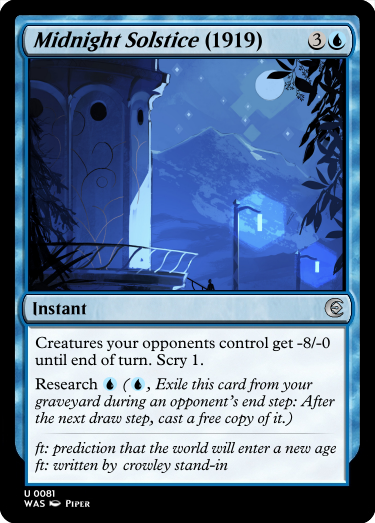 Midnight Solstice (1919) 3
Instant
Creatures your opponents control get -8/-0
until end of turn. Scry 1.
Research ( , Exile this card from your
graveyard during an opponent's end step: After
the next draw step, cast a free copy of it.)
ft: prediction that the world will enter a new age
ft: written by crowley stand-in
U 0081
WAS Piper